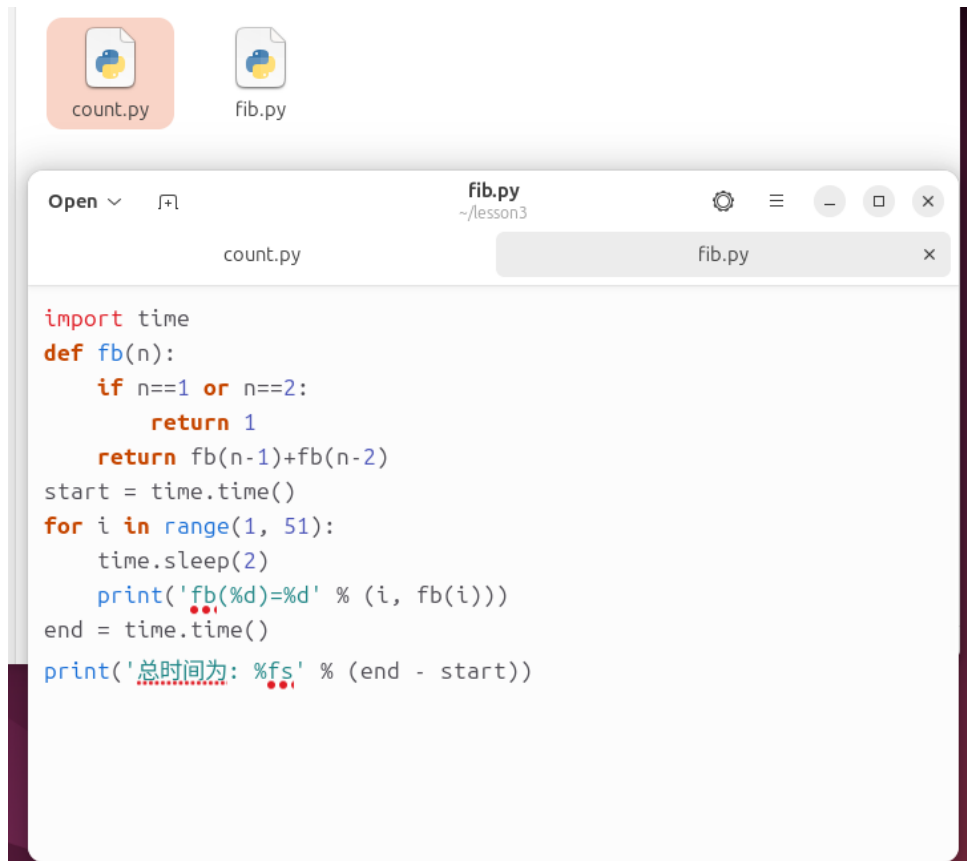 count.py
fib.py
Open
fib.py
~/lesson3
count.py
fib.py
import time
def fb(n):
    if n==1 or n==2:
        return 1
    return fb(n-1)+fb(n-2)
start = time.time()
for i in range(1, 51):
    time.sleep(2)
    print('fb(%d)=%d' % (i, fb(i)))
end = time.time()
print('总时间为: %fs' % (end - start))